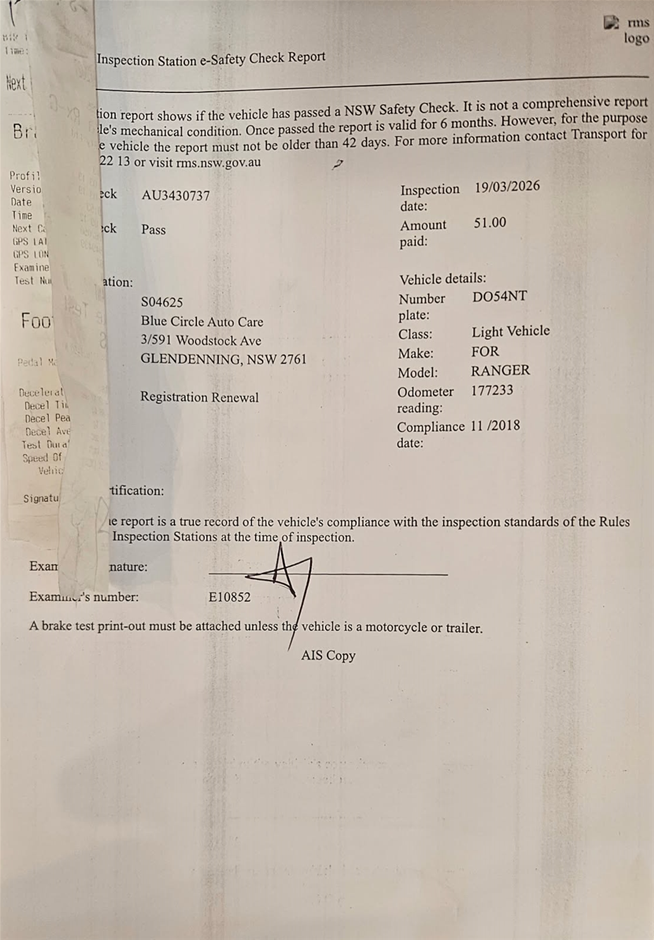 rms
logo
Inspection Station e-Safety Check Report
Next
tion report shows if the vehicle has passed a NSW Safety Check. It is not a comprehensive report
le's mechanical condition. Once passed the report is valid for 6 months. However, for the purpose
e vehicle the report must not be older than 42 days. For more information contact Transport for
22 13 or visit rms.nsw.gov.au
eck AU3430737
Inspection date: 19/03/2026
eck Pass
Amount paid: 51.00
ation:
S04625
Blue Circle Auto Care
3/591 Woodstock Ave
GLENDENNING, NSW 2761
Registration Renewal
Vehicle details:
Number plate: DO54NT
Class: Light Vehicle
Make: FOR
Model: RANGER
Odometer reading: 177233
Compliance date: 11 /2018
Profil
Versio
Date
Time
Next C
GPS LAT
GPS LON
Examine
Test Nu
Foo
Pedal M
Decelerat
Decel Ti
Decel Pea
Decel Ave
Test Durat
Speed Of
Vehic
Signatu
tification:
he report is a true record of the vehicle's compliance with the inspection standards of the Rules
Inspection Stations at the time of inspection.
Exam nature:
Examiner's number: E10852
A brake test print-out must be attached unless the vehicle is a motorcycle or trailer.
AIS Copy